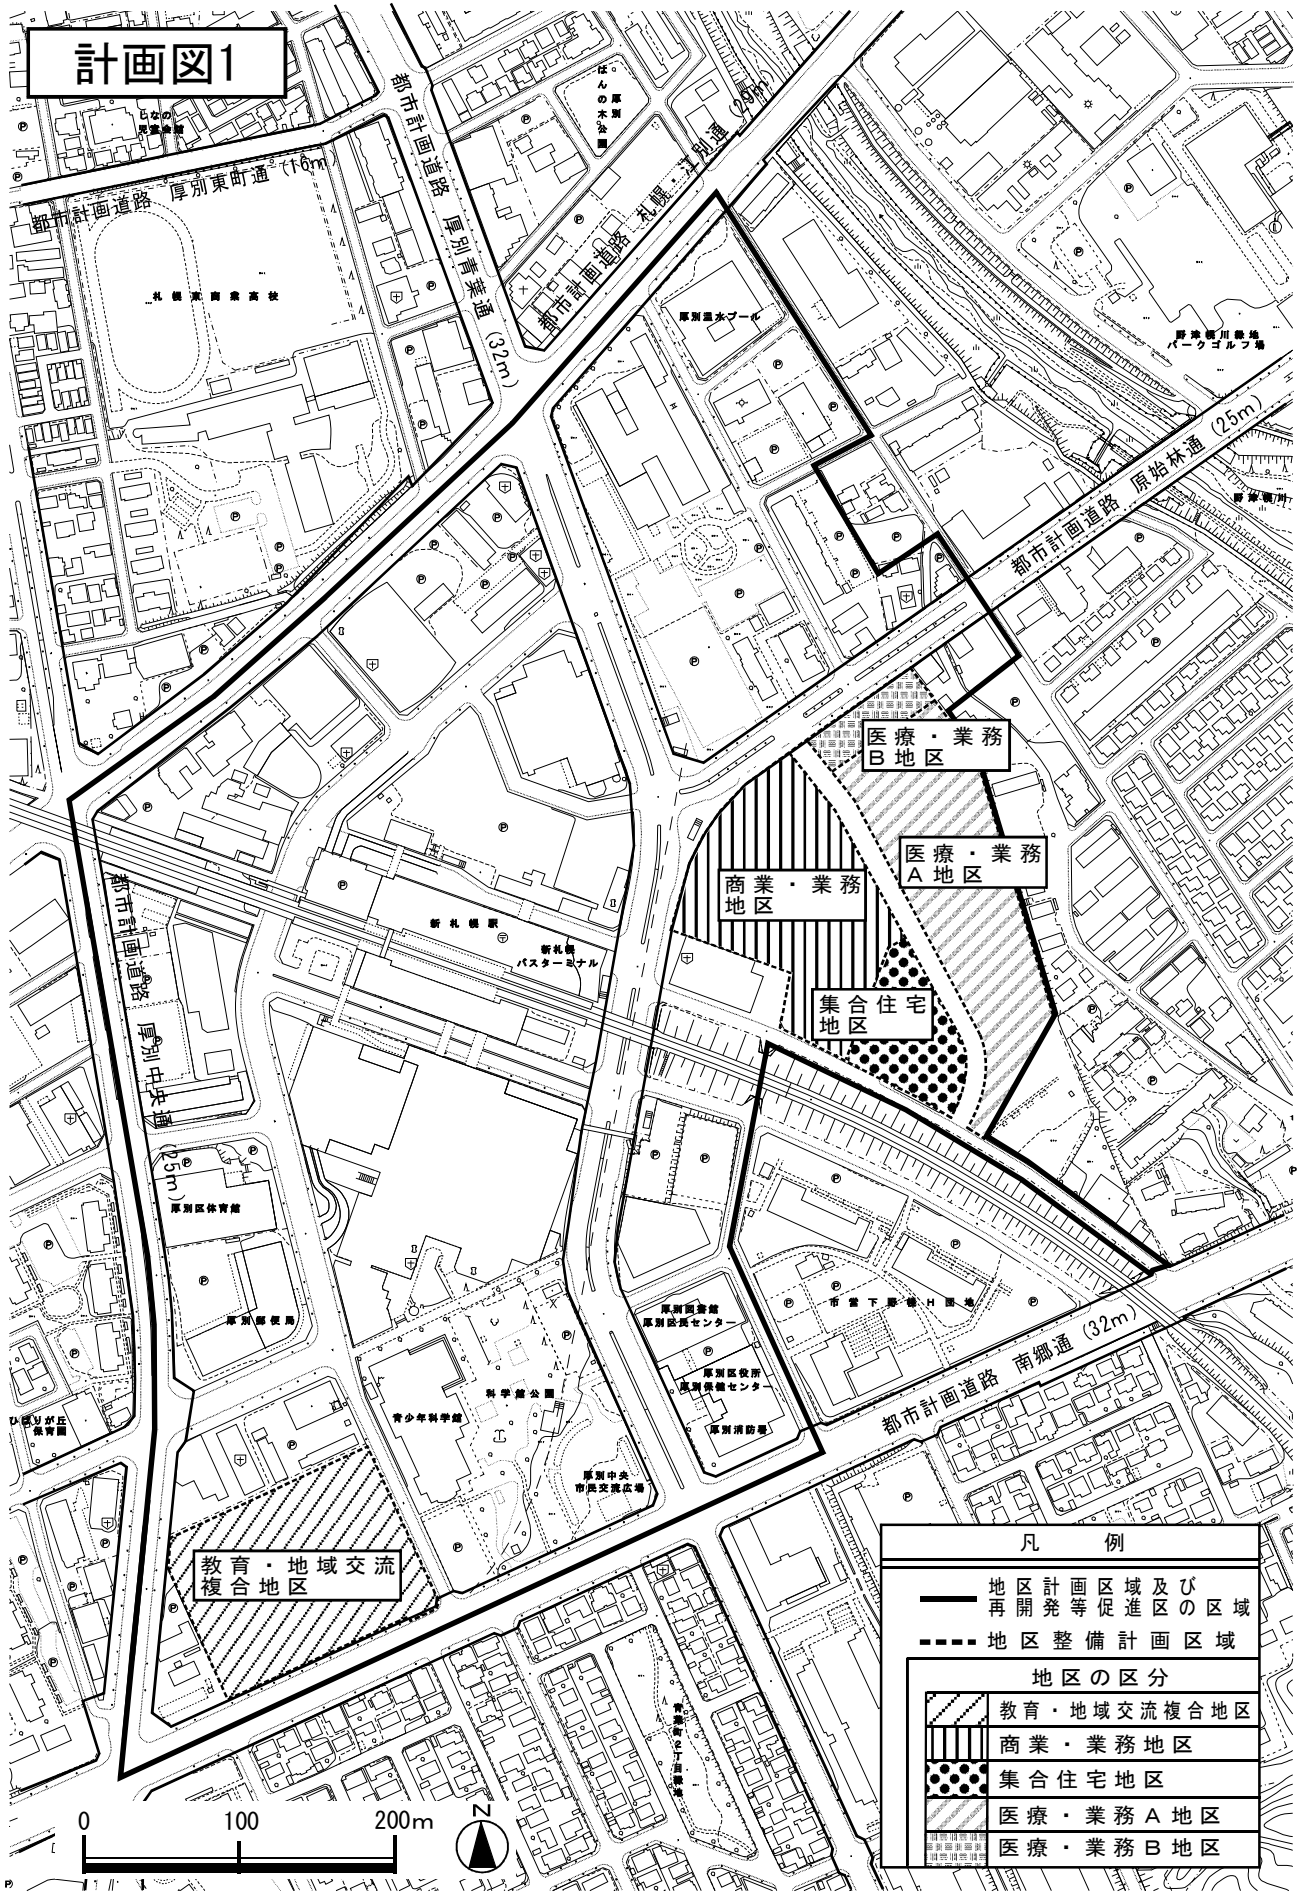 計画図1
しなの
児童会館
都市計画道路 厚別東町通 (16m)
都市計画道路 厚別青葉通 (32m)
厚別
はんの木公園
都市計画道路 札幌・江別通 (29m)
札幌東商業高校
厚別温水プール
野津幌川緑地
パークゴルフ場
都市計画道路 原始林通 (25m)
野津幌川
医療・業務
B地区
医療・業務
A地区
商業・業務
地区
集合住宅
地区
新札幌駅
新札幌
バスターミナル
都市計画道路 厚別中央通 (25m)
厚別区体育館
厚別郵便局
厚別図書館
厚別区民センター
厚別区役所
厚別保健センター
厚別消防署
市営下野幌H団地
都市計画道路 南郷通 (32m)
科学館公園
青少年科学館
厚別中央
市民交流広場
ひばりが丘
保育園
教育・地域交流
複合地区
青葉町2丁目緑地
凡 例
地区計画区域及び
再開発等促進区の区域
地区整備計画区域
地区の区分
教育・地域交流複合地区
商業・業務地区
集合住宅地区
医療・業務A地区
医療・業務B地区
0 100 200m
N